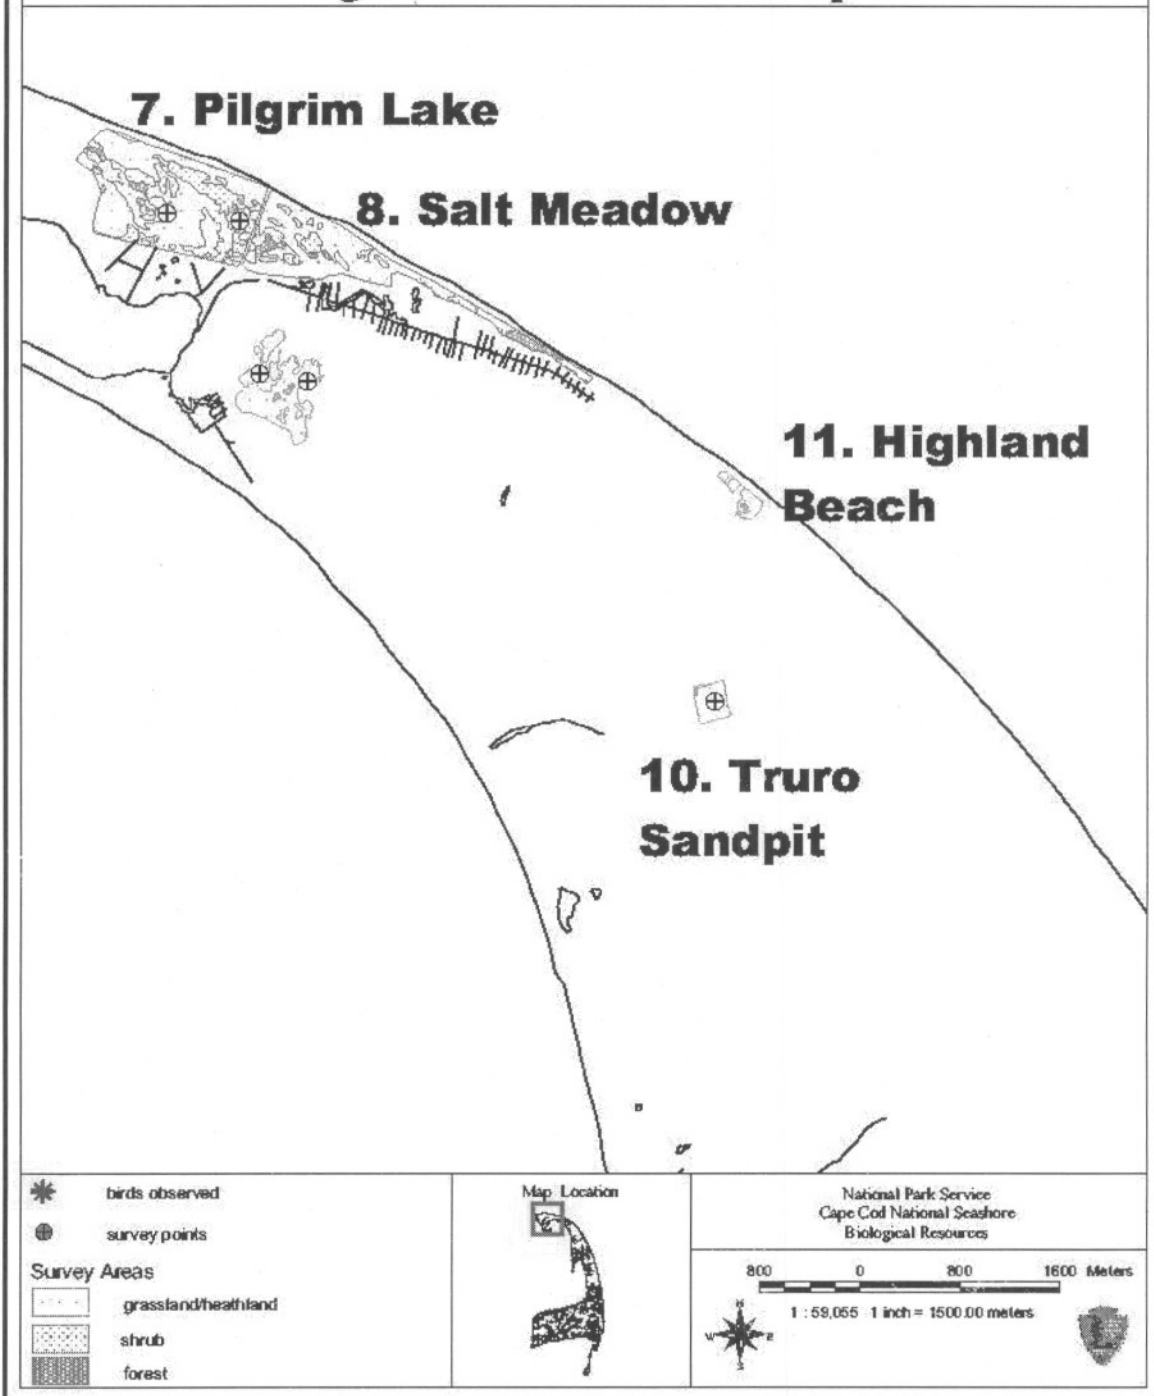 7. Pilgrim Lake
8. Salt Meadow
11. Highland
Beach
10. Truro
Sandpit
birds observed
survey points
Survey Areas
grassland/heathland
shrub
forest
Map Location
National Park Service
Cape Cod National Seashore
Biological Resources
800 0 800 1600 Meters
1 : 59,055 1 inch = 1500.00 meters
N
W E
S